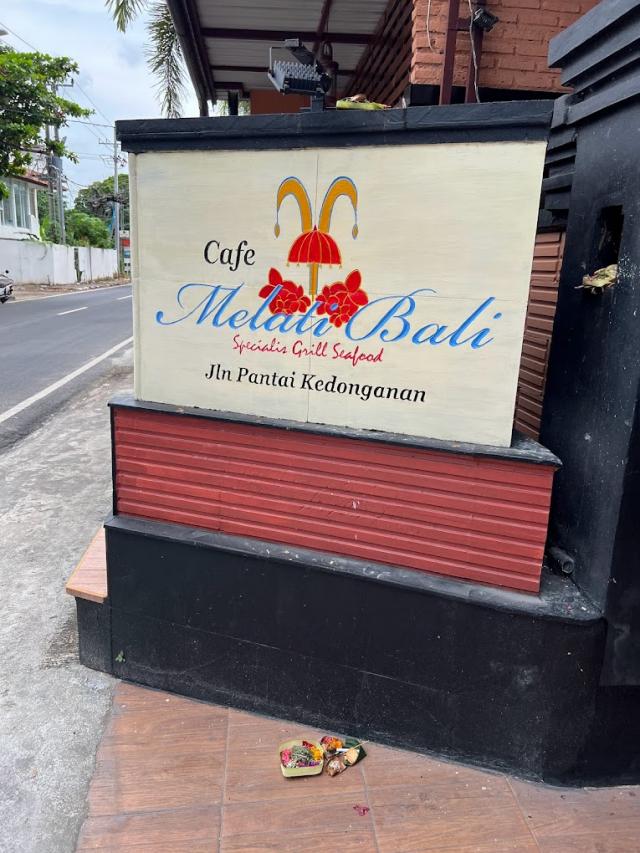 Cafe
Melati Bali
Specialis Grill Seafood
Jln Pantai Kedonganan